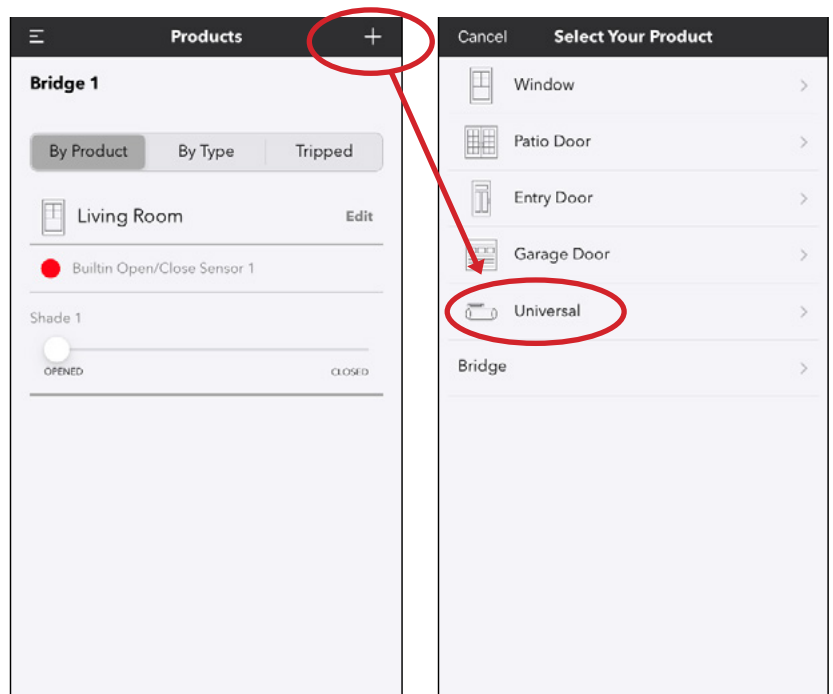 Products
Bridge 1
By Product By Type Tripped
Living Room Edit
Builtin Open/Close Sensor 1
Shade 1
OPENED CLOSED
Cancel Select Your Product
Window
Patio Door
Entry Door
Garage Door
Universal
Bridge